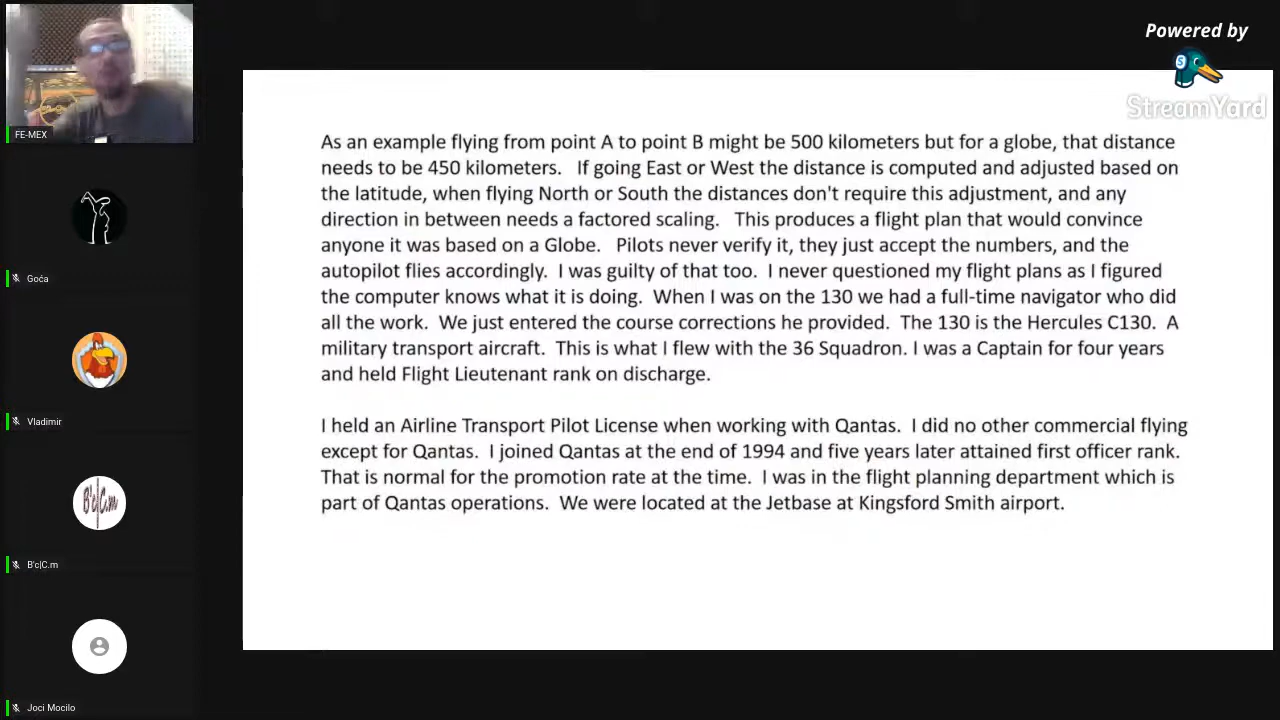 Powered by
StreamYard
FE-MEX
Goća
Vladimir
B'c|C.m
B'c|C.m
Joci Mocilo
As an example flying from point A to point B might be 500 kilometers but for a globe, that distance
needs to be 450 kilometers. If going East or West the distance is computed and adjusted based on
the latitude, when flying North or South the distances don't require this adjustment, and any
direction in between needs a factored scaling. This produces a flight plan that would convince
anyone it was based on a Globe. Pilots never verify it, they just accept the numbers, and the
autopilot flies accordingly. I was guilty of that too. I never questioned my flight plans as I figured
the computer knows what it is doing. When I was on the 130 we had a full-time navigator who did
all the work. We just entered the course corrections he provided. The 130 is the Hercules C130. A
military transport aircraft. This is what I flew with the 36 Squadron. I was a Captain for four years
and held Flight Lieutenant rank on discharge.
I held an Airline Transport Pilot License when working with Qantas. I did no other commercial flying
except for Qantas. I joined Qantas at the end of 1994 and five years later attained first officer rank.
That is normal for the promotion rate at the time. I was in the flight planning department which is
part of Qantas operations. We were located at the Jetbase at Kingsford Smith airport.